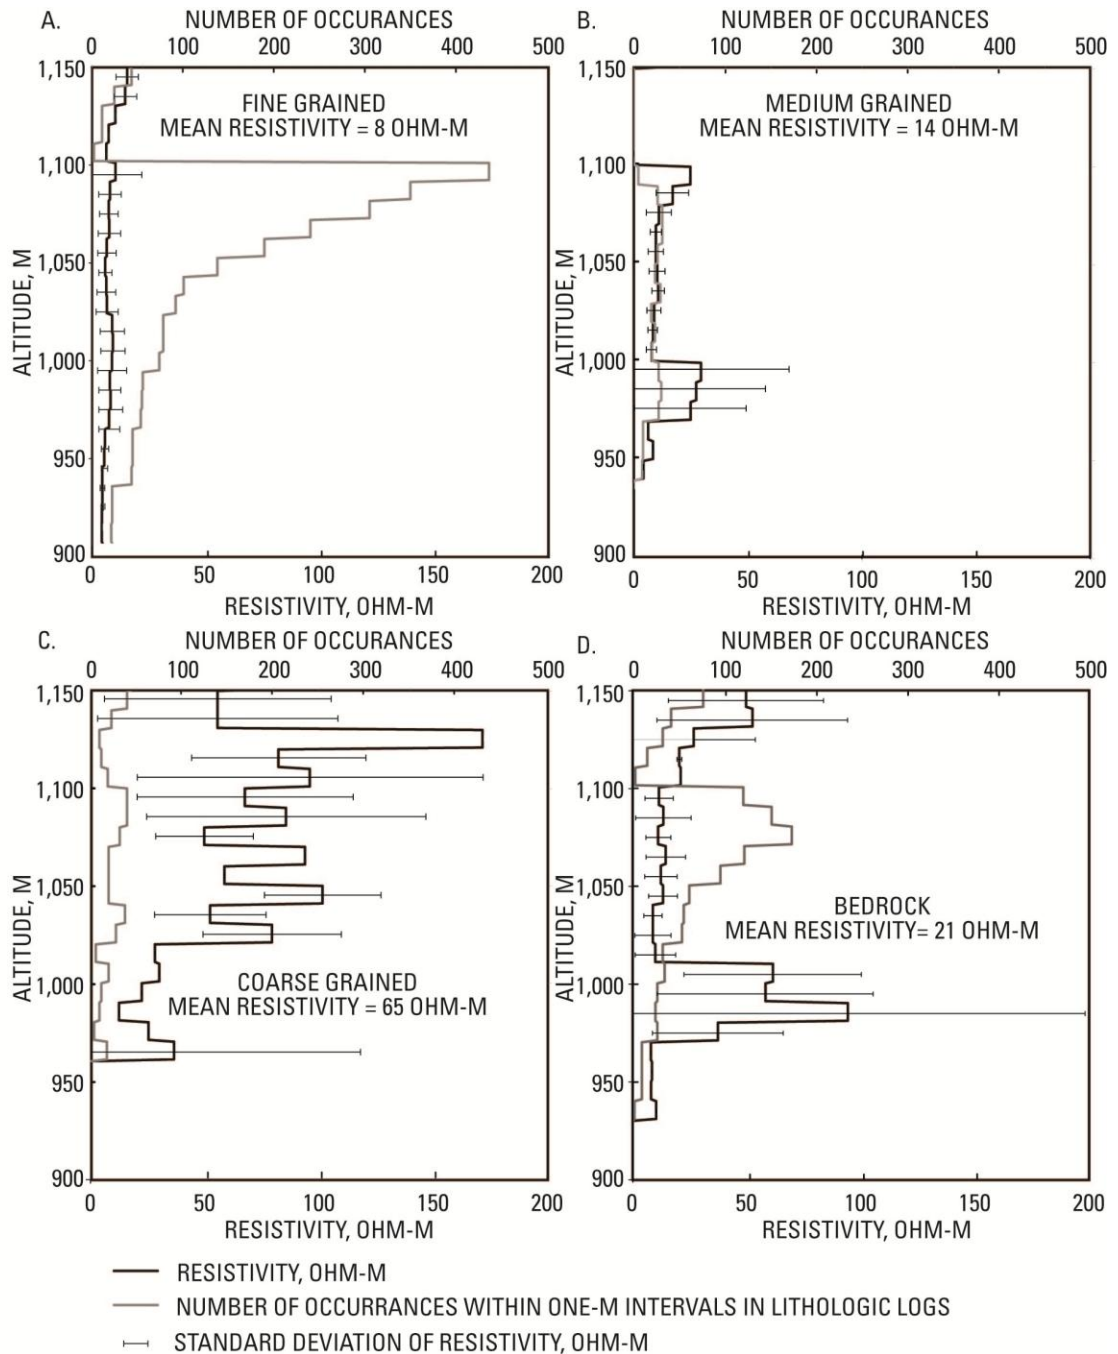 A.
NUMBER OF OCCURANCES
0 100 200 300 400 500
1,150
1,100
1,050
1,000
950
900
ALTITUDE, M
FINE GRAINED
MEAN RESISTIVITY = 8 OHM-M
0 50 100 150 200
RESISTIVITY, OHM-M
B.
NUMBER OF OCCURANCES
0 100 200 300 400 500
1,150
1,100
1,050
1,000
950
900
ALTITUDE, M
MEDIUM GRAINED
MEAN RESISTIVITY = 14 OHM-M
0 50 100 150 200
RESISTIVITY, OHM-M
C.
NUMBER OF OCCURANCES
0 100 200 300 400 500
1,150
1,100
1,050
1,000
950
900
ALTITUDE, M
COARSE GRAINED
MEAN RESISTIVITY = 65 OHM-M
0 50 100 150 200
RESISTIVITY, OHM-M
D.
NUMBER OF OCCURANCES
0 100 200 300 400 500
1,150
1,100
1,050
1,000
950
900
ALTITUDE, M
BEDROCK
MEAN RESISTIVITY= 21 OHM-M
0 50 100 150 200
RESISTIVITY, OHM-M
RESISTIVITY, OHM-M
NUMBER OF OCCURRANCES WITHIN ONE-M INTERVALS IN LITHOLOGIC LOGS
STANDARD DEVIATION OF RESISTIVITY, OHM-M